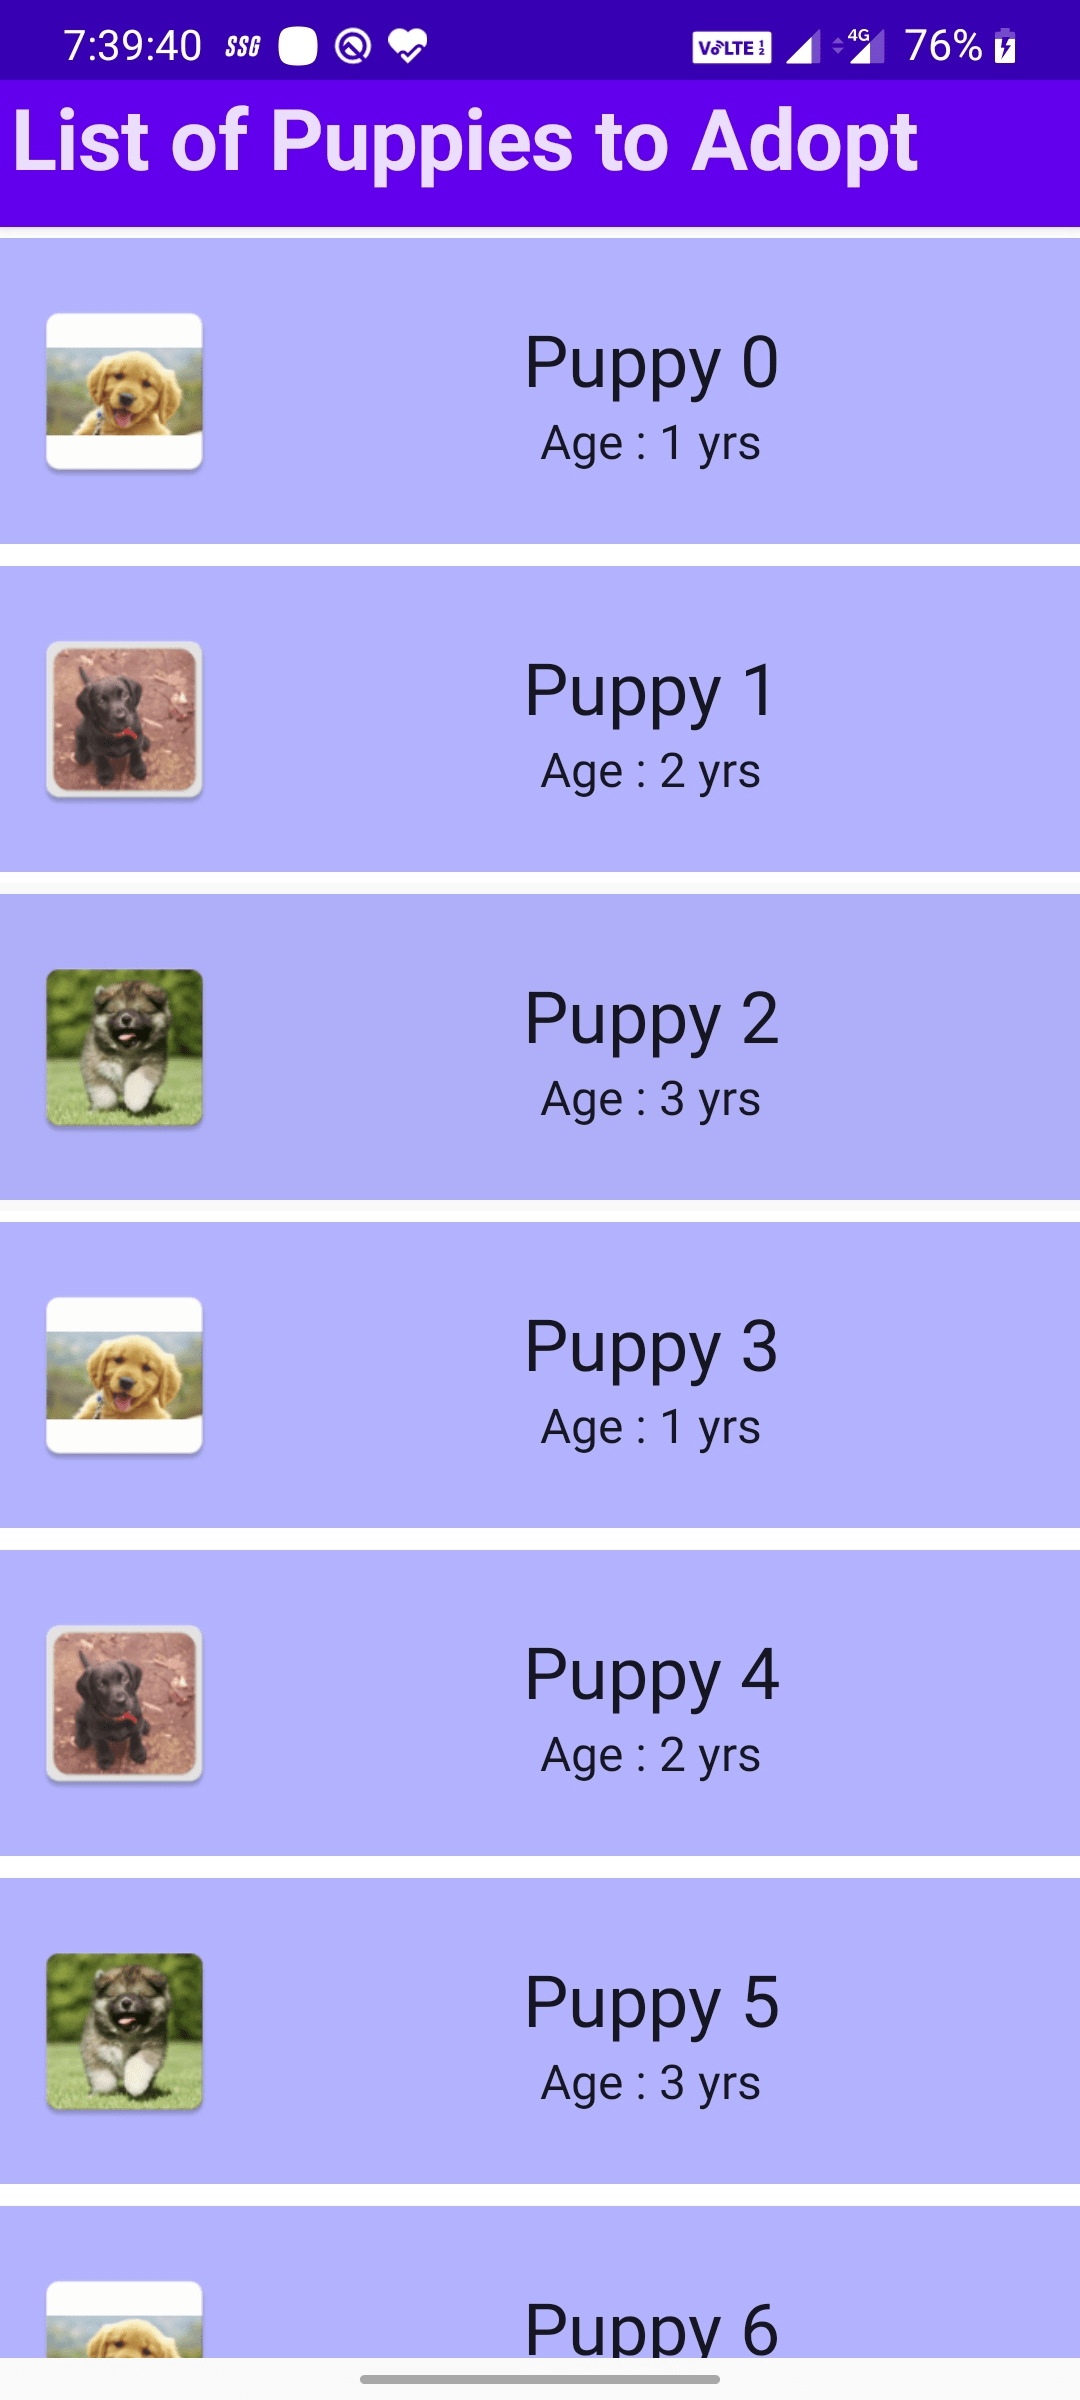 7:39:40 SSG VoLTE 1 2 4G 76%
List of Puppies to Adopt
Puppy 0
Age : 1 yrs
Puppy 1
Age : 2 yrs
Puppy 2
Age : 3 yrs
Puppy 3
Age : 1 yrs
Puppy 4
Age : 2 yrs
Puppy 5
Age : 3 yrs
Puppy 6